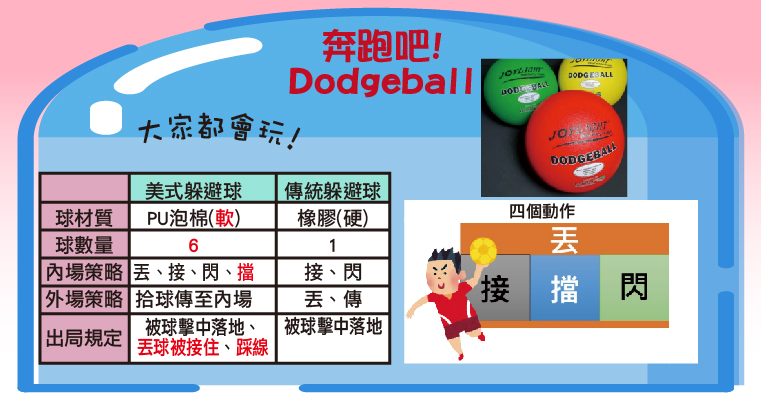 奔跑吧!
Dodgeball
大家都會玩!
JOYLIGHT
DODGEBALL
DODGEBALL
JOYLIGHT
DODGEBALL
美式躲避球 傳統躲避球
球材質 PU泡棉(軟) 橡膠(硬)
球數量 6 1
內場策略 丟、接、閃、擋 接、閃
外場策略 拾球傳至內場 丟、傳
出局規定 被球擊中落地、 被球擊中落地
丟球被接住、踩線
四個動作
丟
接 擋 閃